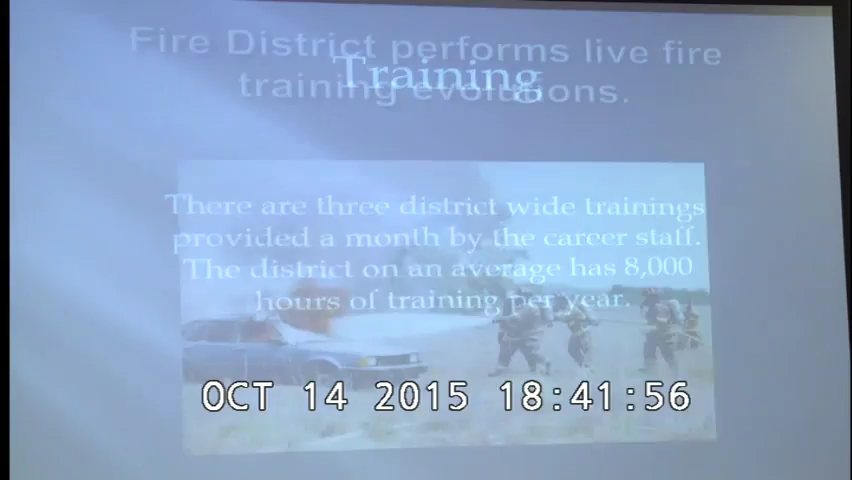 Fire District performs live fire
training evolutions.
Training
There are three district wide trainings
provided a month by the career staff.
The district on an average has 8,000
hours of training per year.
OCT 14 2015 18:41:56